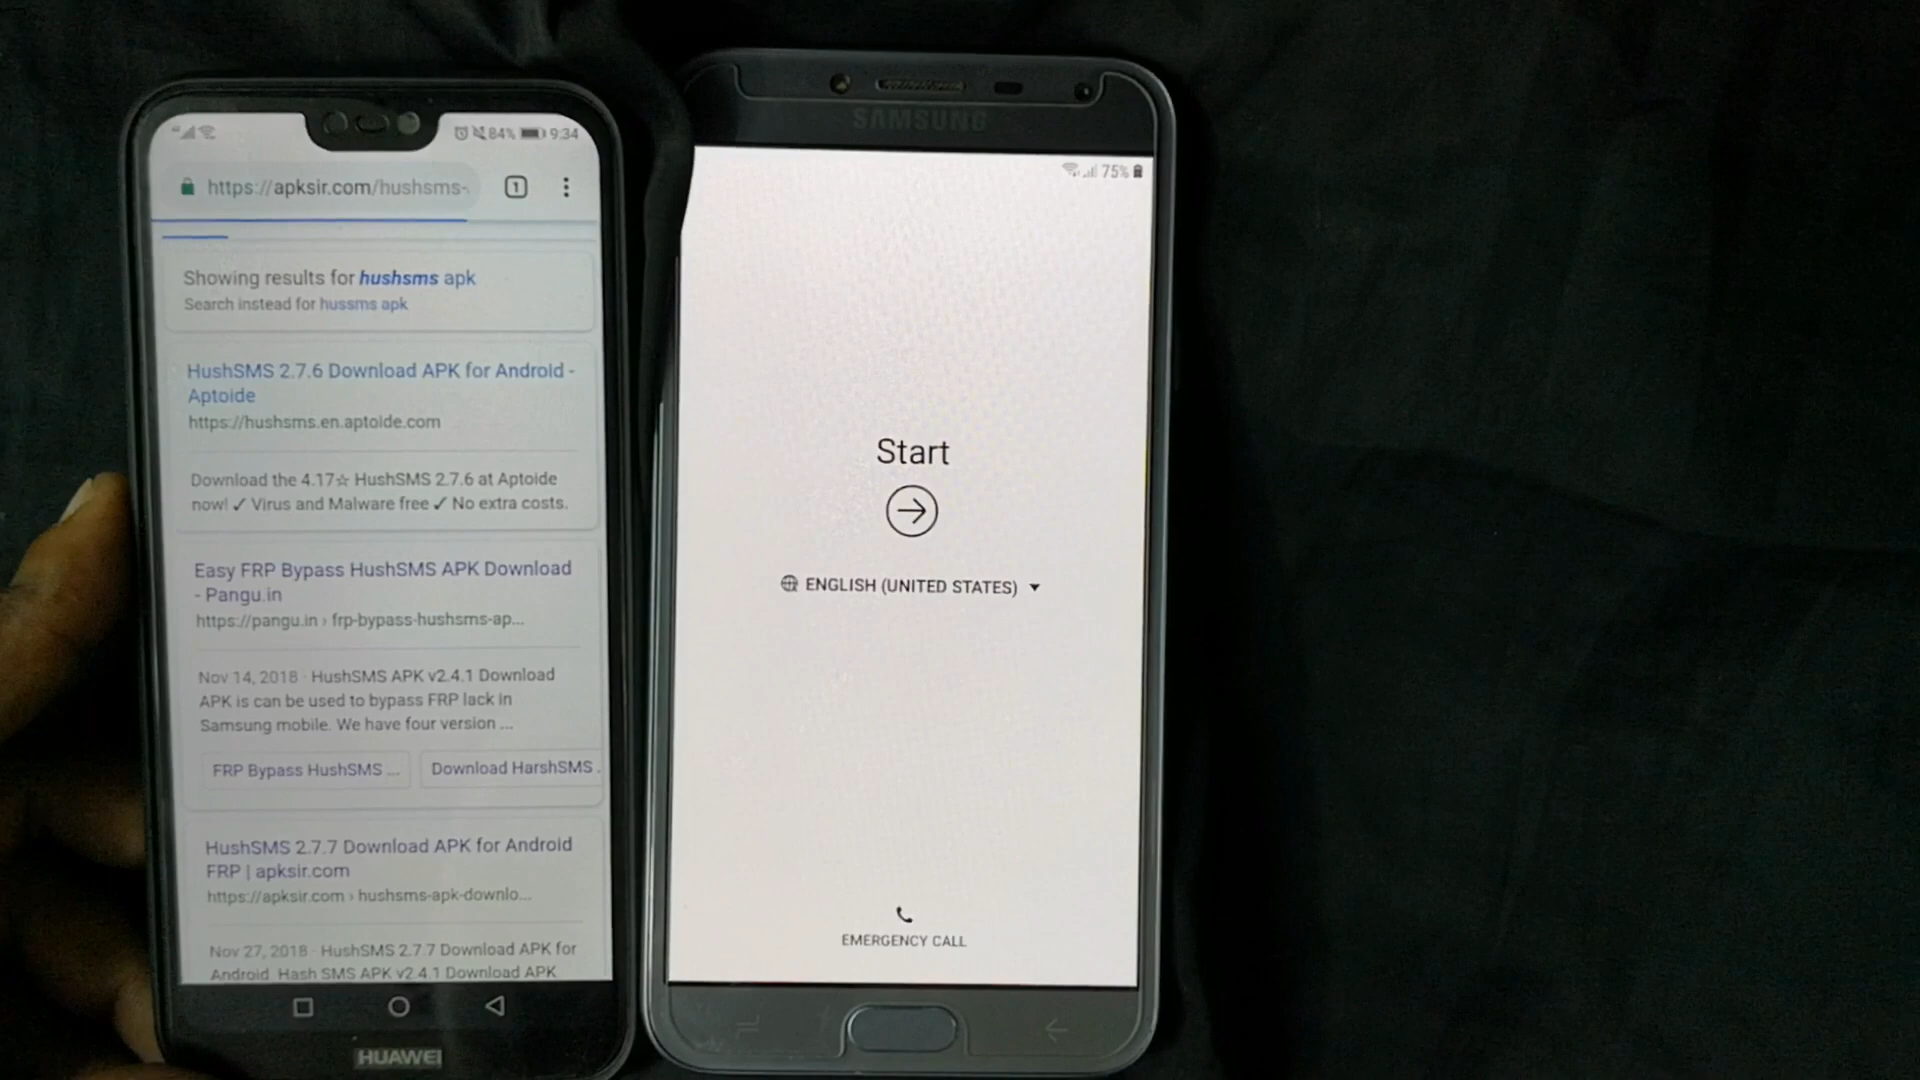 84% 9:34
https://apksir.com/hushsms-
1
Showing results for hushsms apk
Search instead for hussms apk
HushSMS 2.7.6 Download APK for Android -
Aptoide
https://hushsms.en.aptoide.com
Download the 4.17☆ HushSMS 2.7.6 at Aptoide
now! ✓ Virus and Malware free ✓ No extra costs.
Easy FRP Bypass HushSMS APK Download
- Pangu.in
https://pangu.in › frp-bypass-hushsms-ap...
Nov 14, 2018 · HushSMS APK v2.4.1 Download
APK is can be used to bypass FRP lack in
Samsung mobile. We have four version ...
FRP Bypass HushSMS ...
Download HarshSMS .
HushSMS 2.7.7 Download APK for Android
FRP | apksir.com
https://apksir.com › hushsms-apk-downlo...
Nov 27, 2018 · HushSMS 2.7.7 Download APK for
Android. Hash SMS APK v2.4.1 Download APK
HUAWEI
SAMSUNG
75%
Start
ENGLISH (UNITED STATES)
EMERGENCY CALL